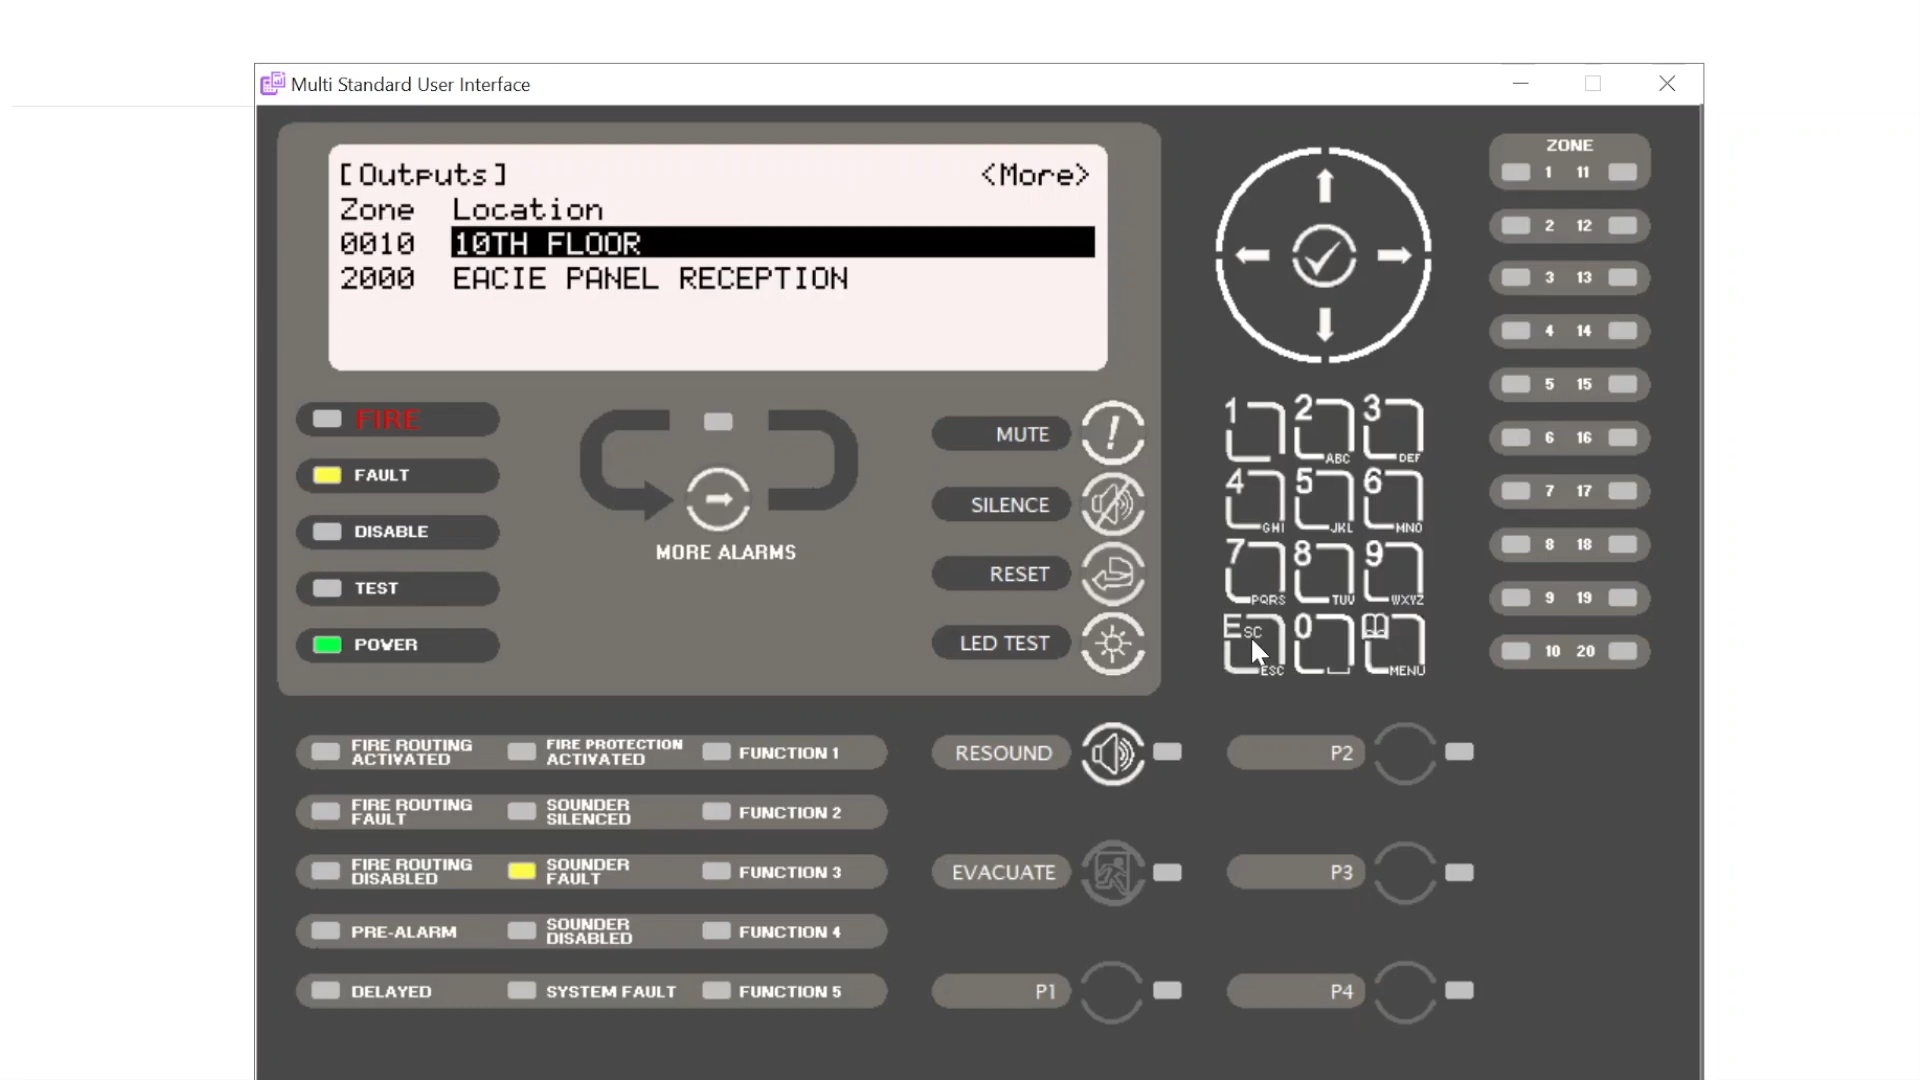 Multi Standard User Interface
[Outputs] <More>
Zone Location
0010 10TH FLOOR
2000 EACIE PANEL RECEPTION
FIRE
FAULT
DISABLE
TEST
POWER
MORE ALARMS
MUTE
SILENCE
RESET
LED TEST
1
2 ABC
3 DEF
4 GHI
5 JKL
6 MNO
7 PQRS
8 TUV
9 WXYZ
Esc ESC
0
MENU
ZONE
1 11
2 12
3 13
4 14
5 15
6 16
7 17
8 18
9 19
10 20
FIRE ROUTING
ACTIVATED
FIRE PROTECTION
ACTIVATED
FUNCTION 1
FIRE ROUTING
FAULT
SOUNDER
SILENCED
FUNCTION 2
FIRE ROUTING
DISABLED
SOUNDER
FAULT
FUNCTION 3
PRE-ALARM
SOUNDER
DISABLED
FUNCTION 4
DELAYED
SYSTEM FAULT
FUNCTION 5
RESOUND
EVACUATE
P1
P2
P3
P4